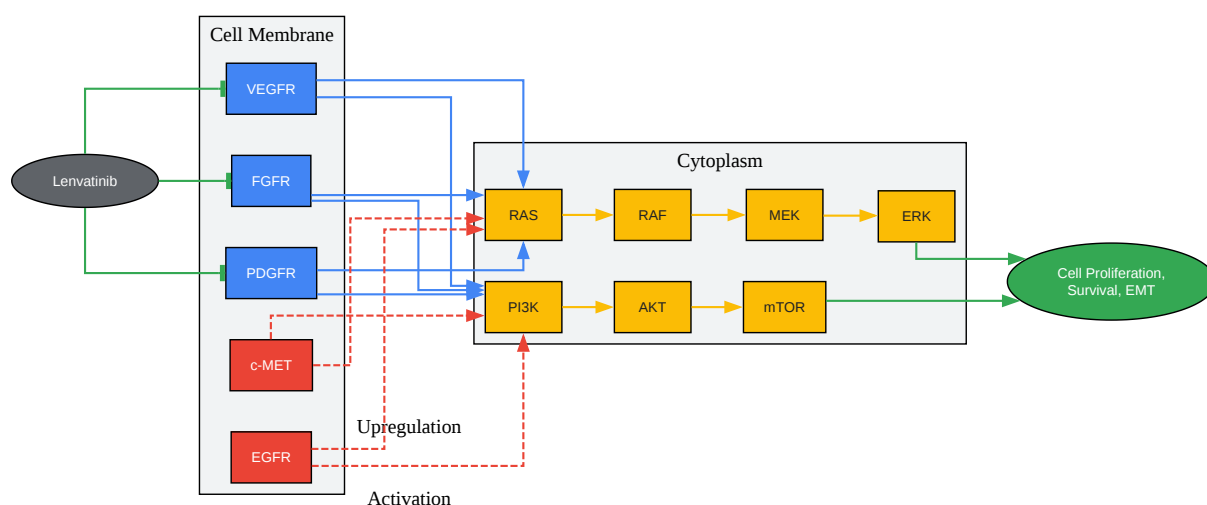 Cell Membrane
VEGFR
Lenvatinib
FGFR
PDGFR
c-MET
EGFR
Cytoplasm
RAS
RAF
MEK
ERK
PI3K
AKT
mTOR
Cell Proliferation,
Survival, EMT
Upregulation
Activation